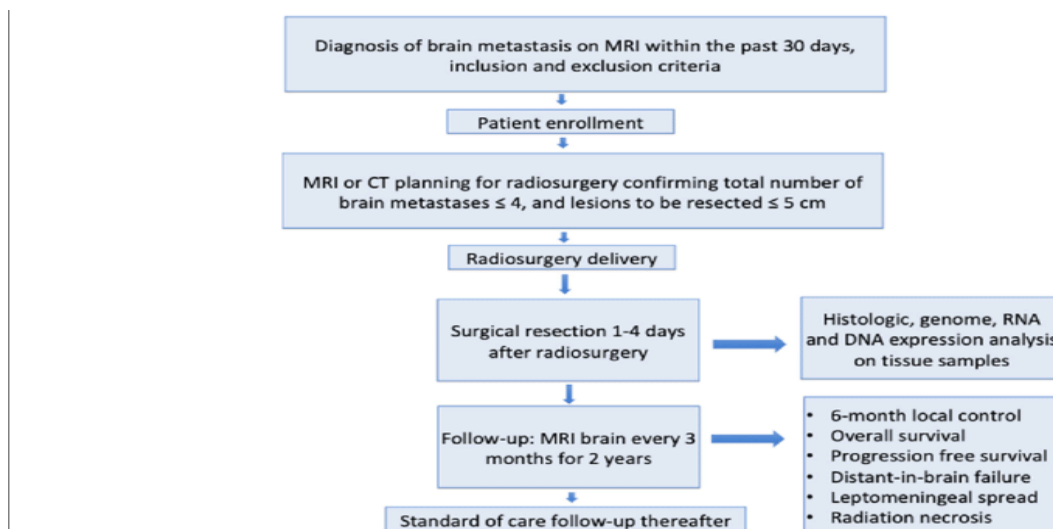 Diagnosis of brain metastasis on MRI within the past 30 days,
inclusion and exclusion criteria
Patient enrollment
MRI or CT planning for radiosurgery confirming total number of
brain metastases ≤ 4, and lesions to be resected ≤ 5 cm
Radiosurgery delivery
Surgical resection 1-4 days
after radiosurgery
Histologic, genome, RNA
and DNA expression analysis
on tissue samples
Follow-up: MRI brain every 3
months for 2 years
• 6-month local control
• Overall survival
• Progression free survival
• Distant-in-brain failure
• Leptomeningeal spread
• Radiation necrosis
Standard of care follow-up thereafter